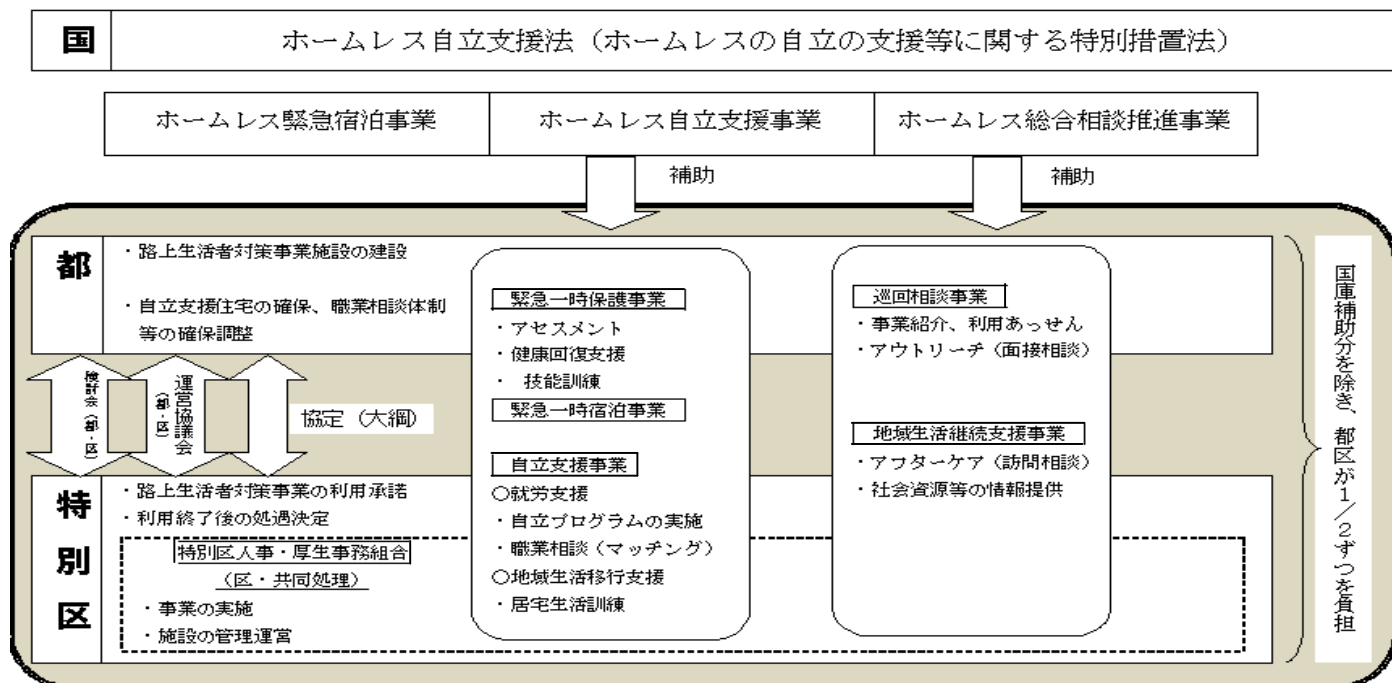 国
ホームレス自立支援法（ホームレスの自立の支援等に関する特別措置法）
ホームレス緊急宿泊事業
ホームレス自立支援事業
ホームレス総合相談推進事業
補助
補助
都
・路上生活者対策事業施設の建設
・自立支援住宅の確保、職業相談体制
等の確保調整
検討会（都・区）
運営協議会
（都・区）
協定（大綱）
特別区
・路上生活者対策事業の利用承諾
・利用終了後の処遇決定
特別区人事・厚生事務組合
（区・共同処理）
・事業の実施
・施設の管理運営
緊急一時保護事業
・アセスメント
・健康回復支援
・　技能訓練
緊急一時宿泊事業
自立支援事業
○就労支援
・自立プログラムの実施
・職業相談（マッチング）
○地域生活移行支援
・居宅生活訓練
巡回相談事業
・事業紹介、利用あっせん
・アウトリーチ（面接相談）
地域生活継続支援事業
・アフターケア（訪問相談）
・社会資源等の情報提供
国庫補助分を除き、都区が１／２ずつを負担